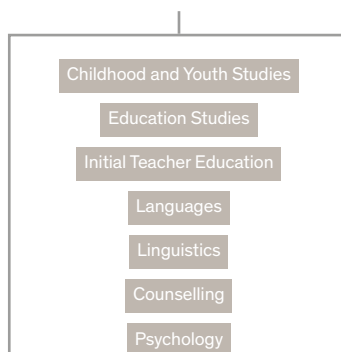 Childhood and Youth Studies
Education Studies
Initial Teacher Education
Languages
Linguistics
Counselling
Psychology